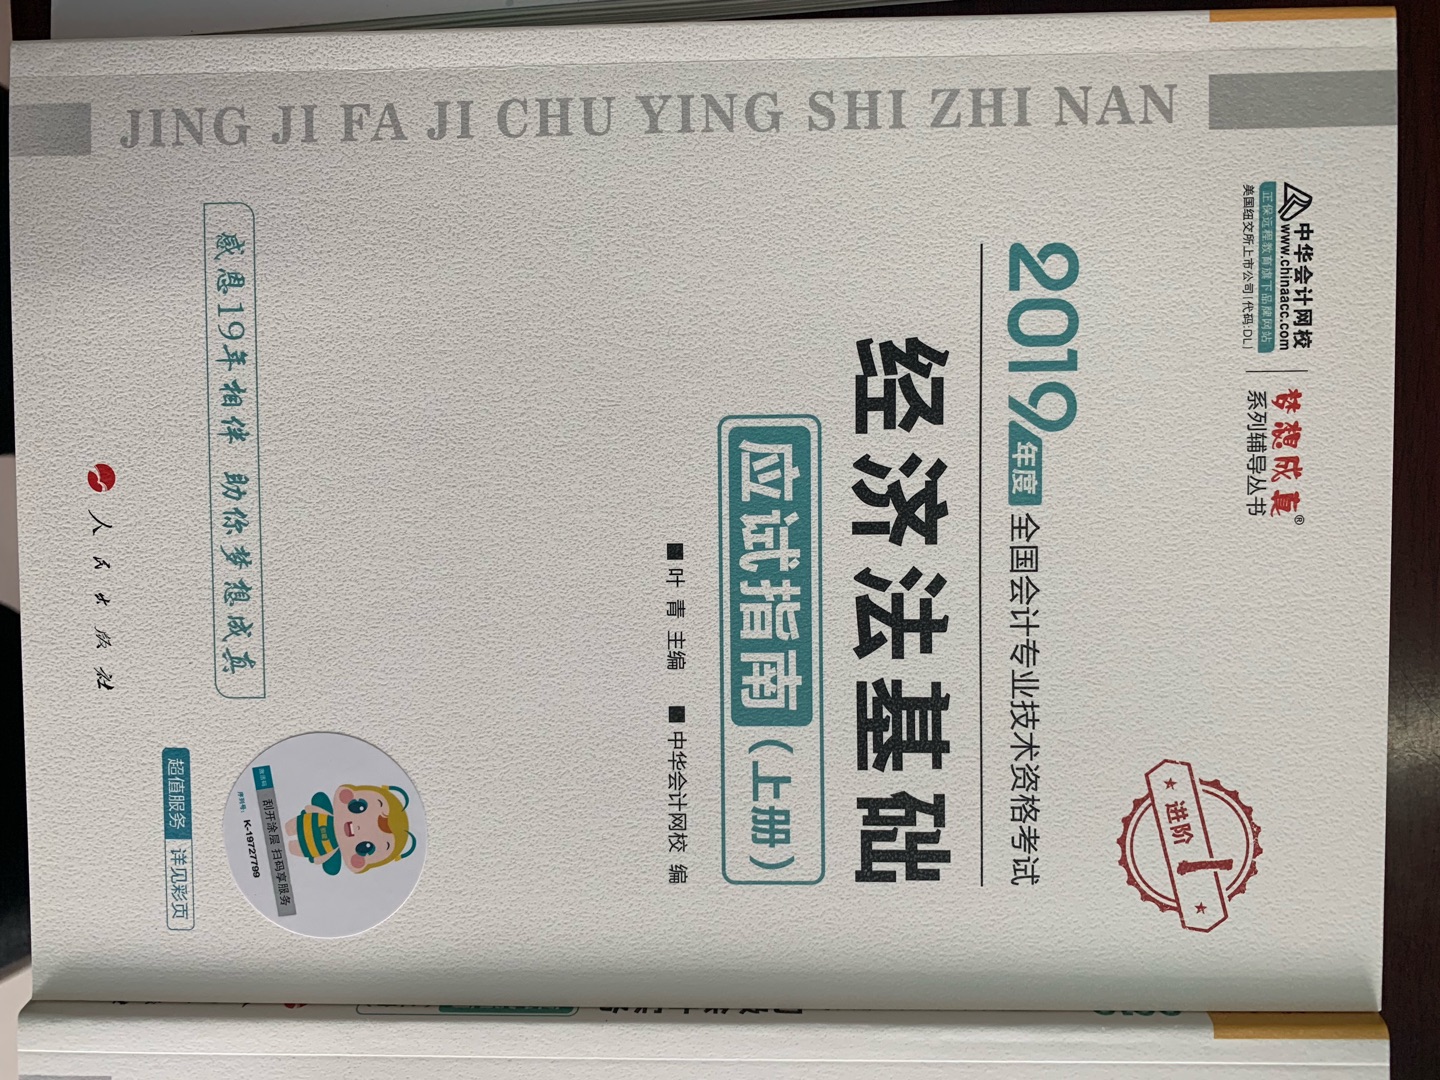 中华会计网校
www.chinaacc.com
正保远程教育旗下品牌网站
美国纽交所上市公司(代码:DL)
梦想成真®
系列辅导丛书
进阶
1
2019年度 全国会计专业技术资格考试
经济法基础
应试指南(上册)
■ 叶 青 主编 ■ 中华会计网校 编
感恩19年相伴 助你梦想成真
刮开涂层 扫码享服务
序列号:
K-19727799
超值服务 详见彩页
人民出版社
JING JI FA JI CHU YING SHI ZHI NAN